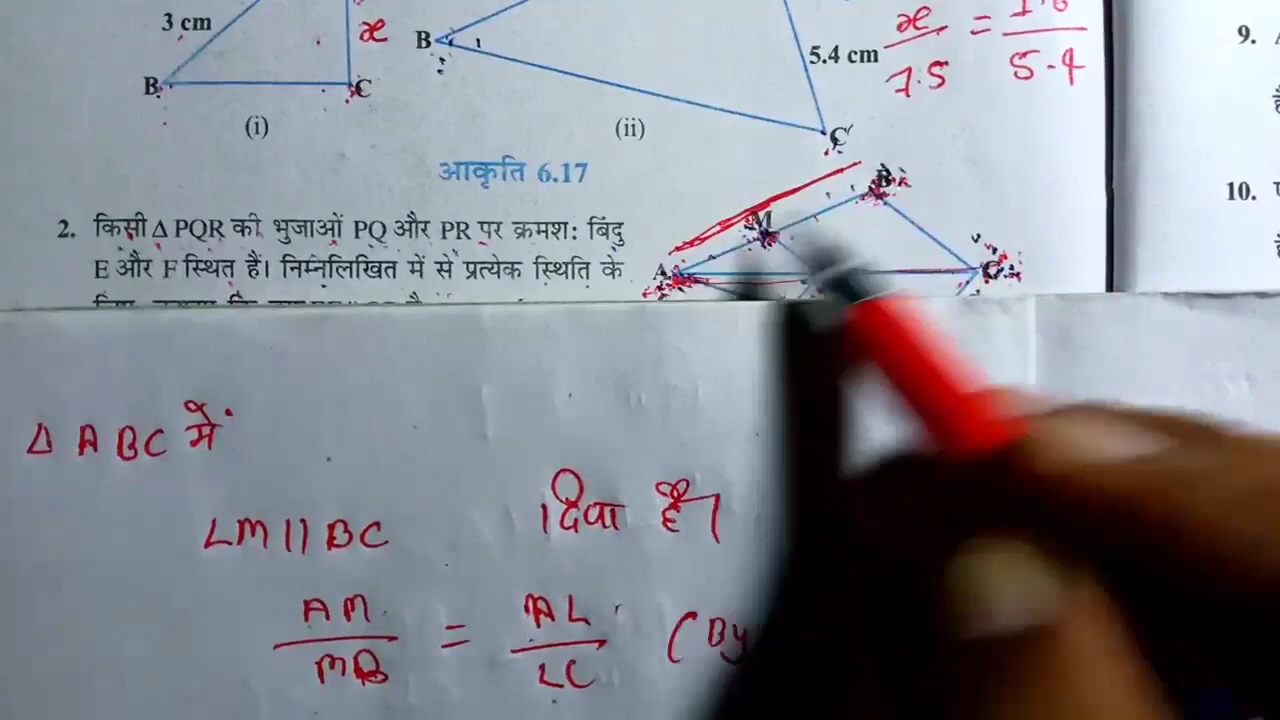 3 cm
x
B
C
(i)
B
1
5.4 cm
C
(ii)
x/7.5 = 1.8/5.4
9.
10.
आकृति 6.17
2. किसी Δ PQR की भुजाओं PQ और PR पर क्रमशः बिंदु
E और F स्थित हैं। निम्नलिखित में से प्रत्येक स्थिति के
B
M
A
C
Δ ABC में
LM || BC दिया है।
AM/MB = AL/LC (By